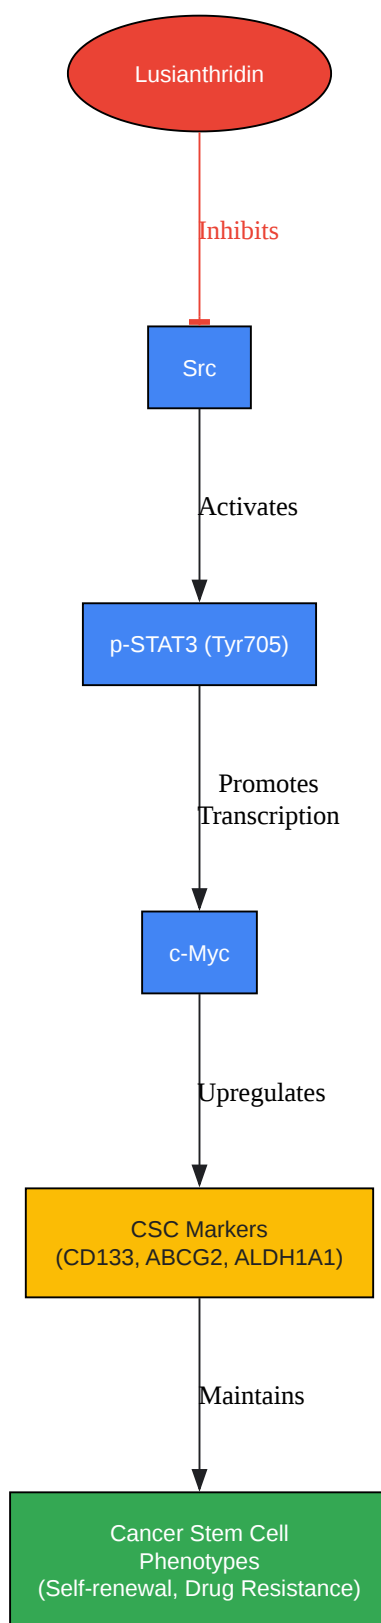 Lusianthridin
Inhibits
Src
Activates
p-STAT3 (Tyr705)
Promotes
Transcription
c-Myc
Upregulates
CSC Markers
(CD133, ABCG2, ALDH1A1)
Maintains
Cancer Stem Cell
Phenotypes
(Self-renewal, Drug Resistance)